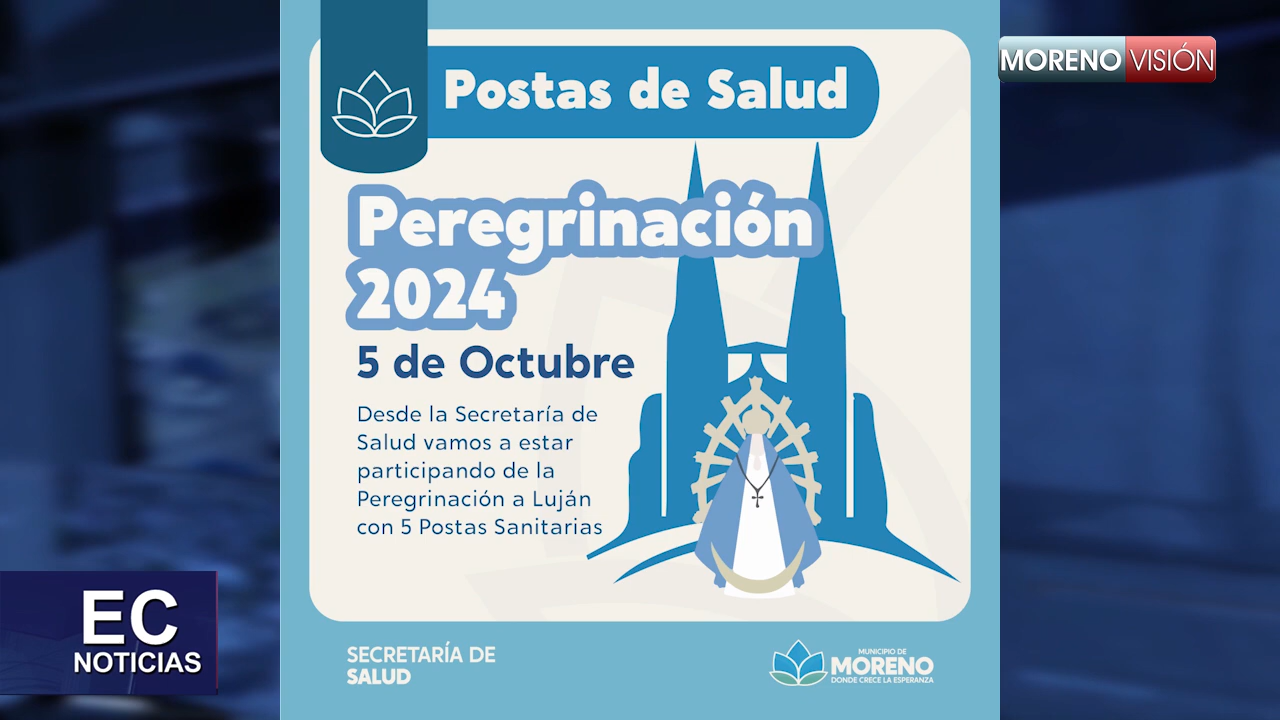 MORENO VISIÓN
Postas de Salud
Peregrinación
2024
5 de Octubre
Desde la Secretaría de
Salud vamos a estar
participando de la
Peregrinación a Luján
con 5 Postas Sanitarias
EC
NOTICIAS
SECRETARÍA DE
SALUD
MUNICIPIO DE
MORENO
DONDE CRECE LA ESPERANZA